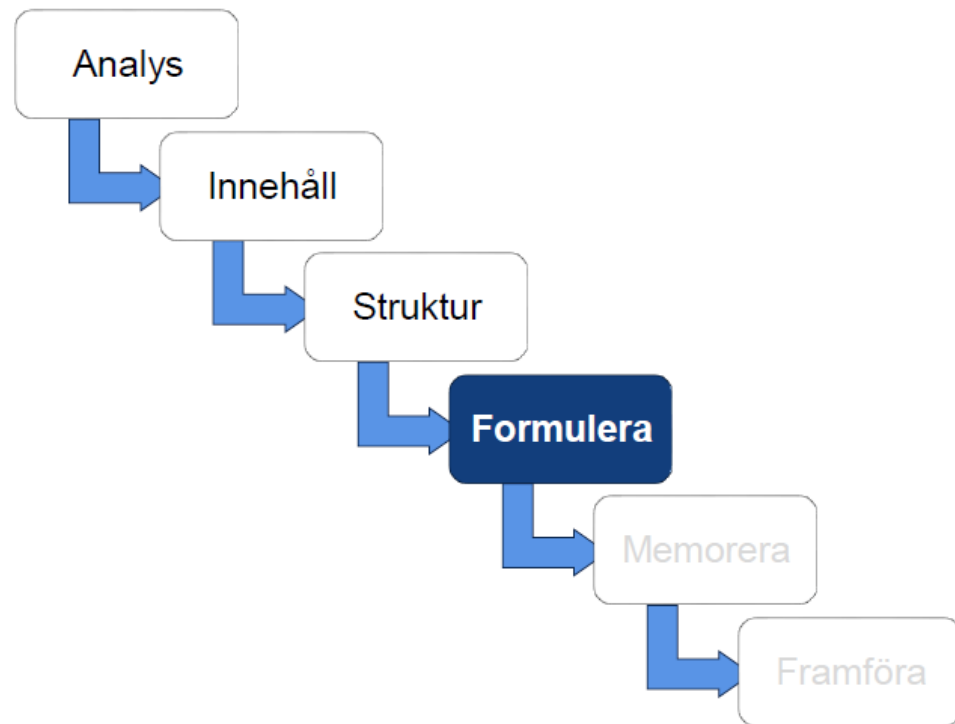 Analys
Innehåll
Struktur
Formulera
Memorera
Framföra